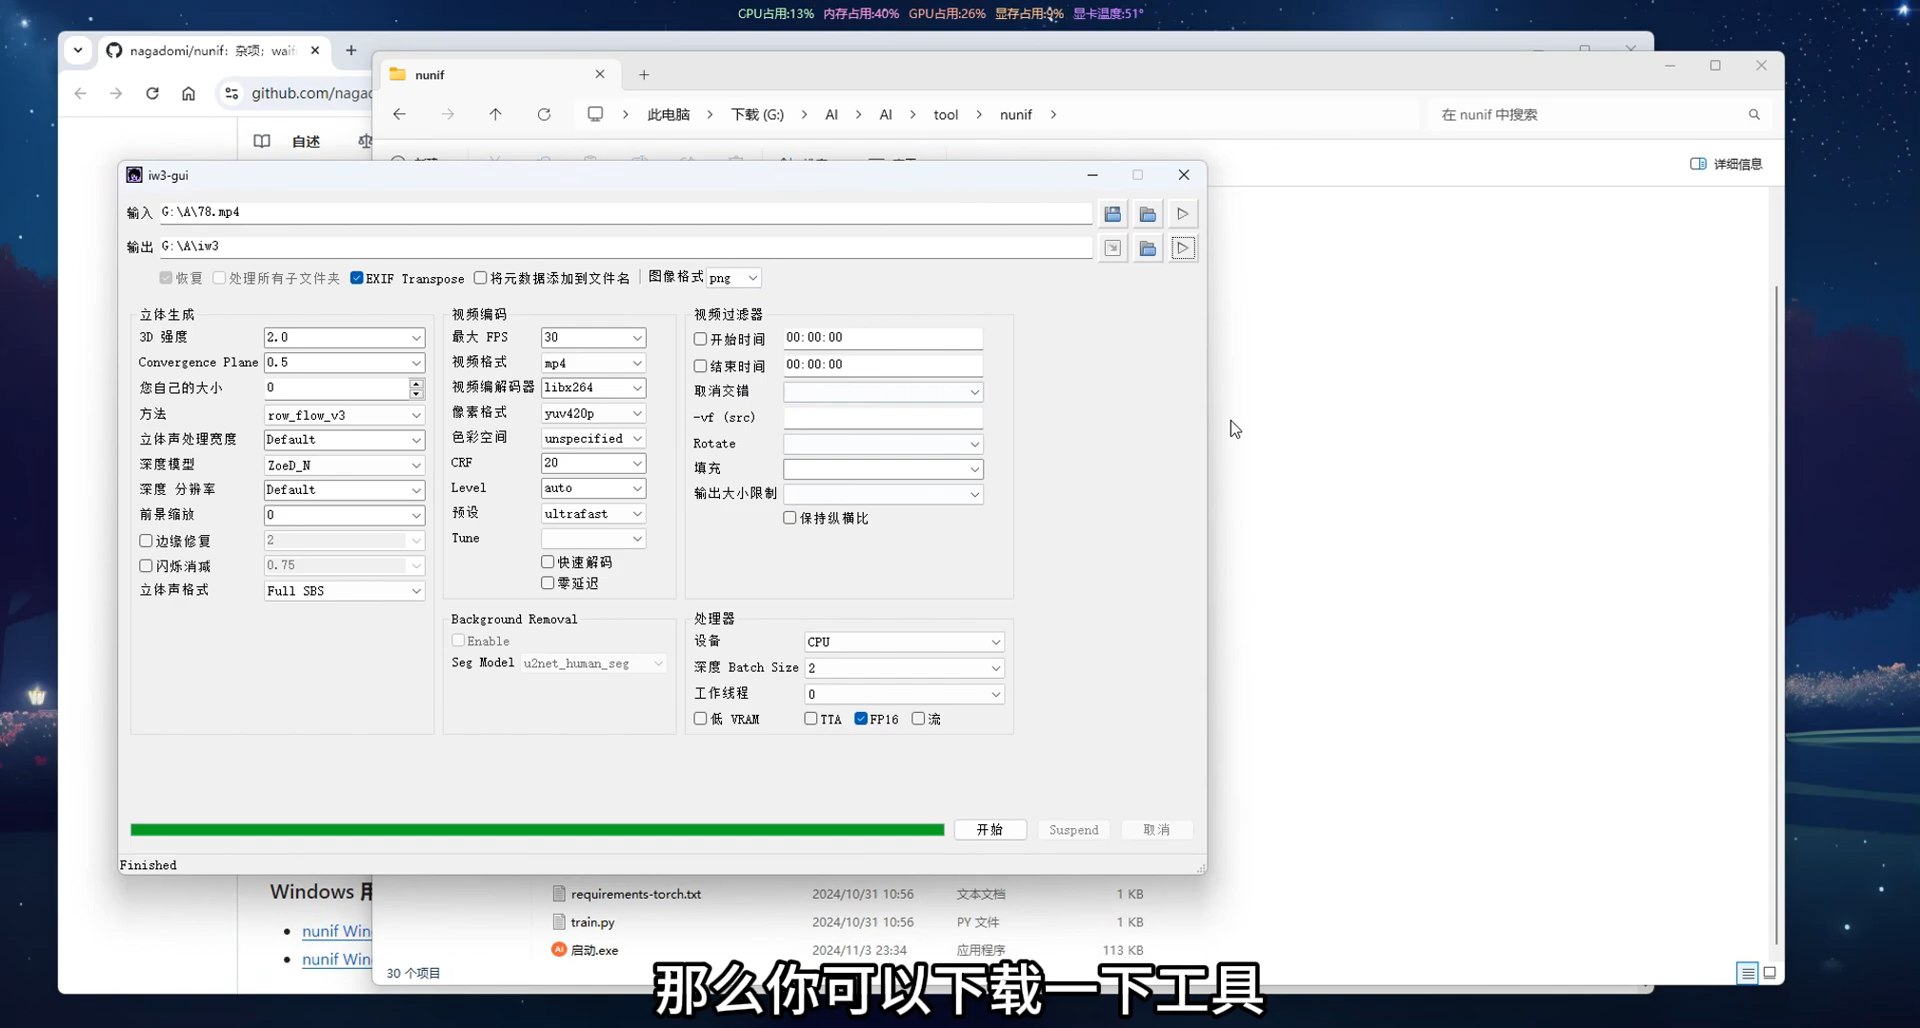 CPU占用:13% 内存占用:40% GPU占用:26% 显存占用:9% 显卡温度:51°
nagadomi/nunif: 杂项；waif
nunif
github.com/nagad
此电脑 下载 (G:) AI AI tool nunif
在 nunif 中搜索
自述
详细信息
iw3-gui
输入 G:\A\78.mp4
输出 G:\A\iw3
恢复 处理所有子文件夹 EXIF Transpose 将元数据添加到文件名 图像格式 png
立体生成
3D 强度 2.0
Convergence Plane 0.5
您自己的大小 0
方法 row_flow_v3
立体声处理宽度 Default
深度模型 ZoeD_N
深度 分辨率 Default
前景缩放 0
边缘修复 2
闪烁消减 0.75
立体声格式 Full SBS
视频编码
最大 FPS 30
视频格式 mp4
视频编解码器 libx264
像素格式 yuv420p
色彩空间 unspecified
CRF 20
Level auto
预设 ultrafast
Tune
快速解码
零延迟
视频过滤器
开始时间 00:00:00
结束时间 00:00:00
取消交错
-vf (src)
Rotate
填充
输出大小限制
保持纵横比
Background Removal
Enable
Seg Model u2net_human_seg
处理器
设备 CPU
深度 Batch Size 2
工作线程 0
低 VRAM TTA FP16 流
开始 Suspend 取消
Finished
Windows 用
nunif Win
nunif Win
requirements-torch.txt 2024/10/31 10:56 文本文档 1 KB
train.py 2024/10/31 10:56 PY 文件 1 KB
启动.exe 2024/11/3 23:34 应用程序 113 KB
30 个项目
那么你可以下载一下工具